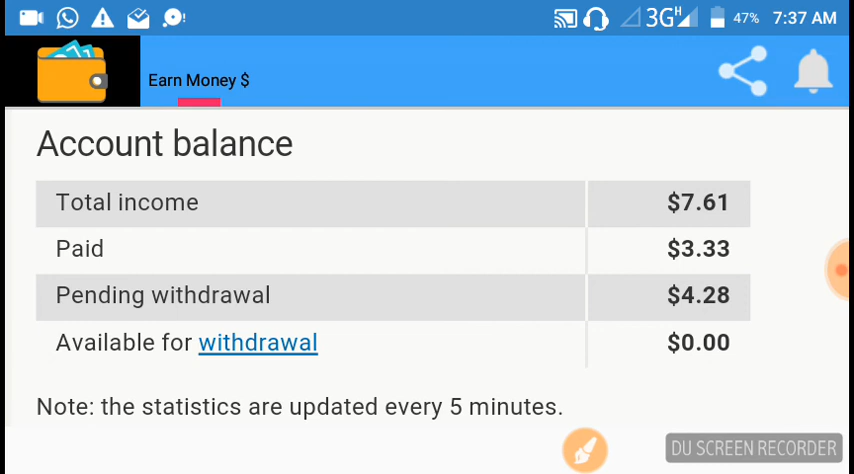 3G H 47% 7:37 AM
Earn Money $
Account balance
Total income $7.61
Paid $3.33
Pending withdrawal $4.28
Available for withdrawal $0.00
Note: the statistics are updated every 5 minutes.
DU SCREEN RECORDER